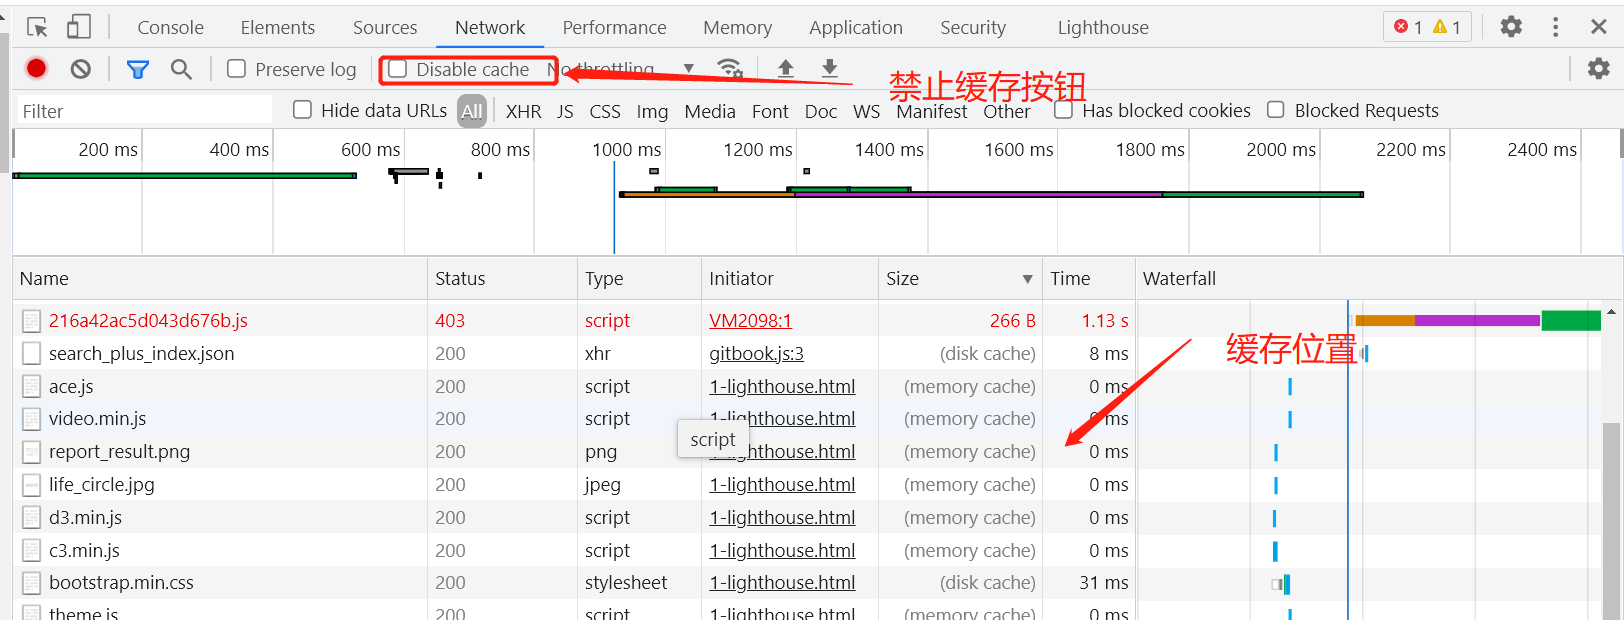 Console Elements Sources Network Performance Memory Application Security Lighthouse 1 1
Preserve log Disable cache No throttling
禁止缓存按钮
Filter Hide data URLs All XHR JS CSS Img Media Font Doc WS Manifest Other Has blocked cookies Blocked Requests
200 ms 400 ms 600 ms 800 ms 1000 ms 1200 ms 1400 ms 1600 ms 1800 ms 2000 ms 2200 ms 2400 ms
Name Status Type Initiator Size Time Waterfall
216a42ac5d043d676b.js 403 script VM2098:1 266 B 1.13 s
search_plus_index.json 200 xhr gitbook.js:3 (disk cache) 8 ms
缓存位置
ace.js 200 script 1-lighthouse.html (memory cache) 0 ms
video.min.js 200 script 1-lighthouse.html (memory cache) 0 ms
script
report_result.png 200 png 1-lighthouse.html (memory cache) 0 ms
life_circle.jpg 200 jpeg 1-lighthouse.html (memory cache) 0 ms
d3.min.js 200 script 1-lighthouse.html (memory cache) 0 ms
c3.min.js 200 script 1-lighthouse.html (memory cache) 0 ms
bootstrap.min.css 200 stylesheet 1-lighthouse.html (disk cache) 31 ms
theme.js 200 script 1-lighthouse.html (memory cache) 0 ms